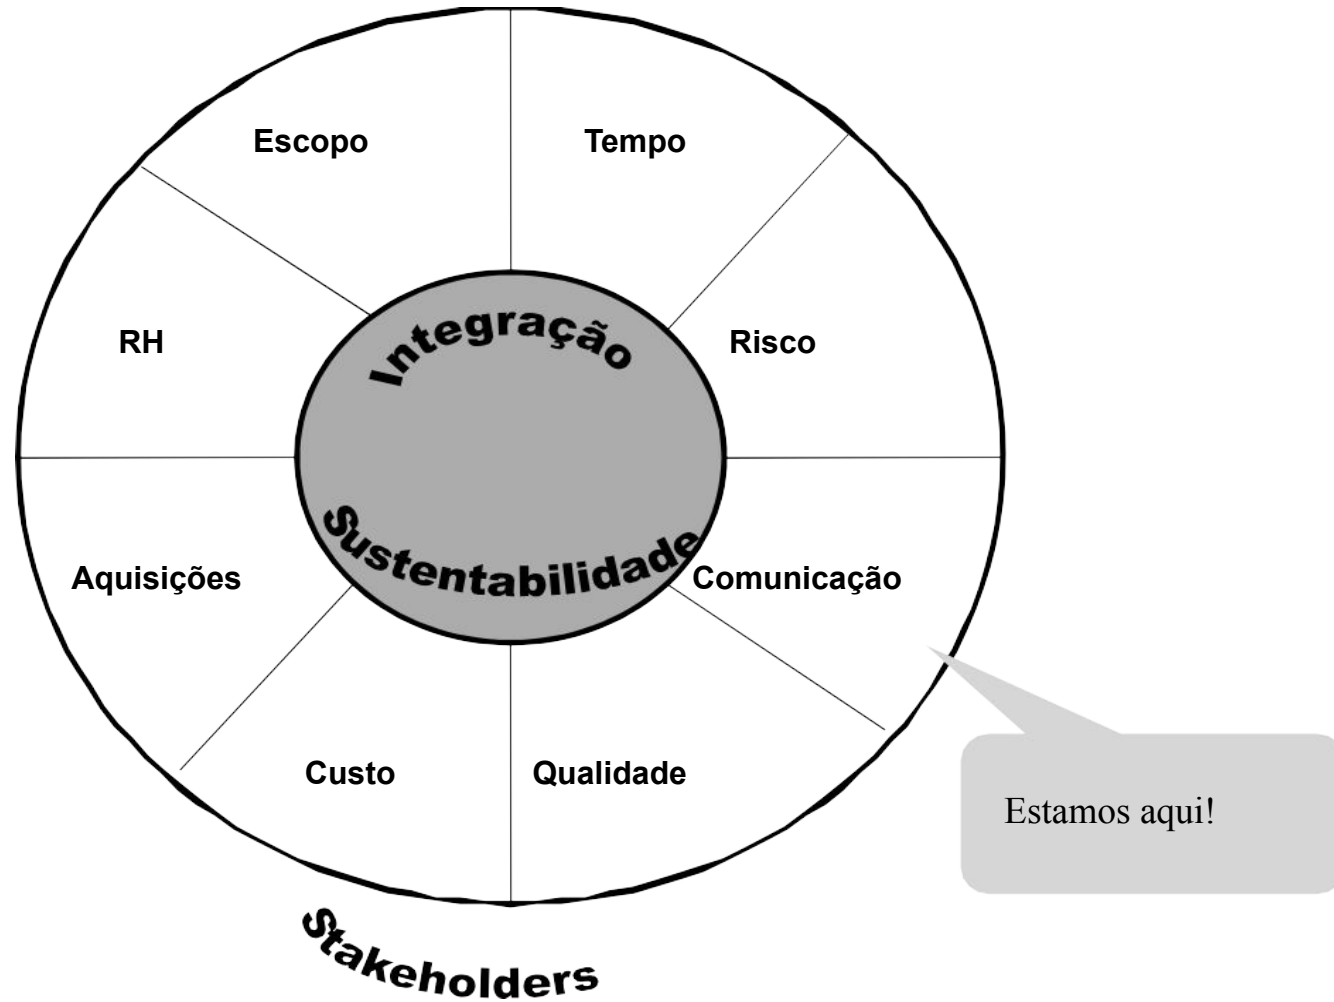 Escopo
Tempo
RH
Integração
Risco
Sustentabilidade
Aquisições
Comunicação
Custo
Qualidade
Estamos aqui!
Stakeholders